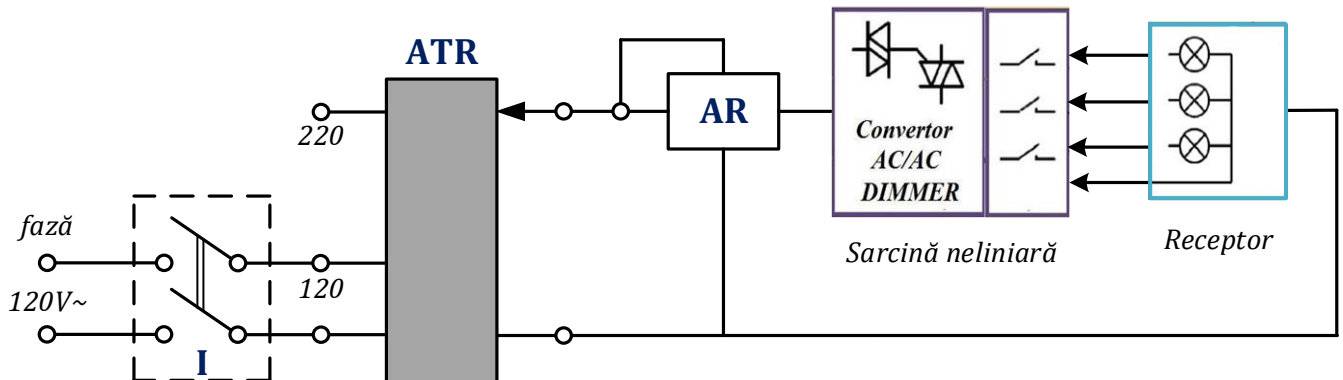 ATR
220
AR
Convertor
AC/AC
DIMMER
fază
120V~
120
I
Sarcină neliniară
Receptor